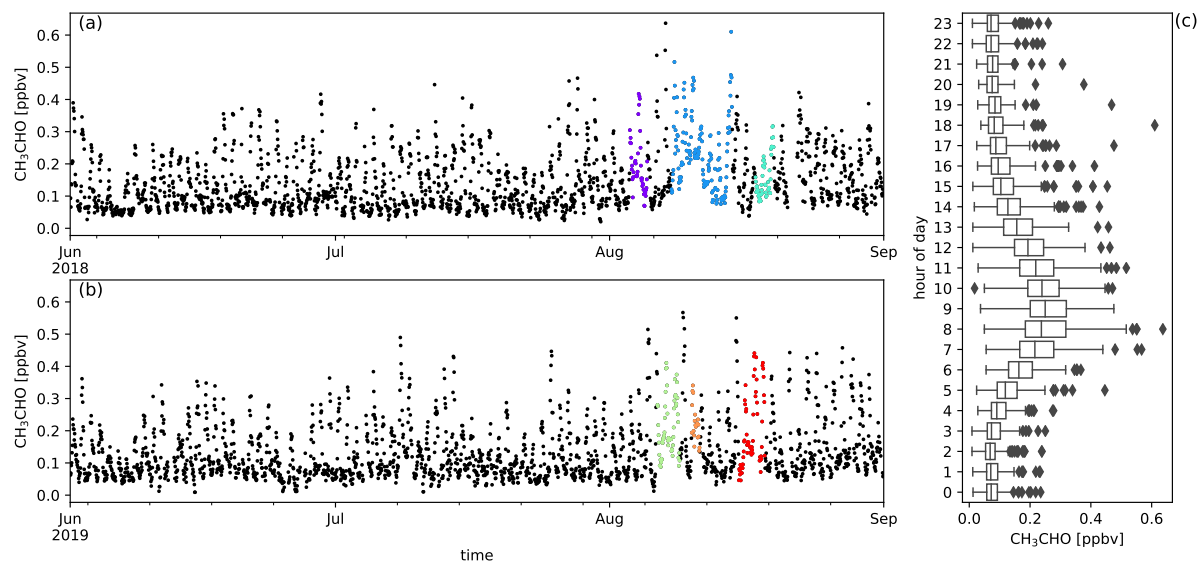 (a)
CH₃CHO [ppbv]
0.6
0.5
0.4
0.3
0.2
0.1
0.0
Jun
2018
Jul
Aug
Sep
(b)
CH₃CHO [ppbv]
0.6
0.5
0.4
0.3
0.2
0.1
0.0
Jun
2019
Jul
Aug
Sep
time
(c)
hour of day
23
22
21
20
19
18
17
16
15
14
13
12
11
10
9
8
7
6
5
4
3
2
1
0
0.0 0.2 0.4 0.6
CH₃CHO [ppbv]